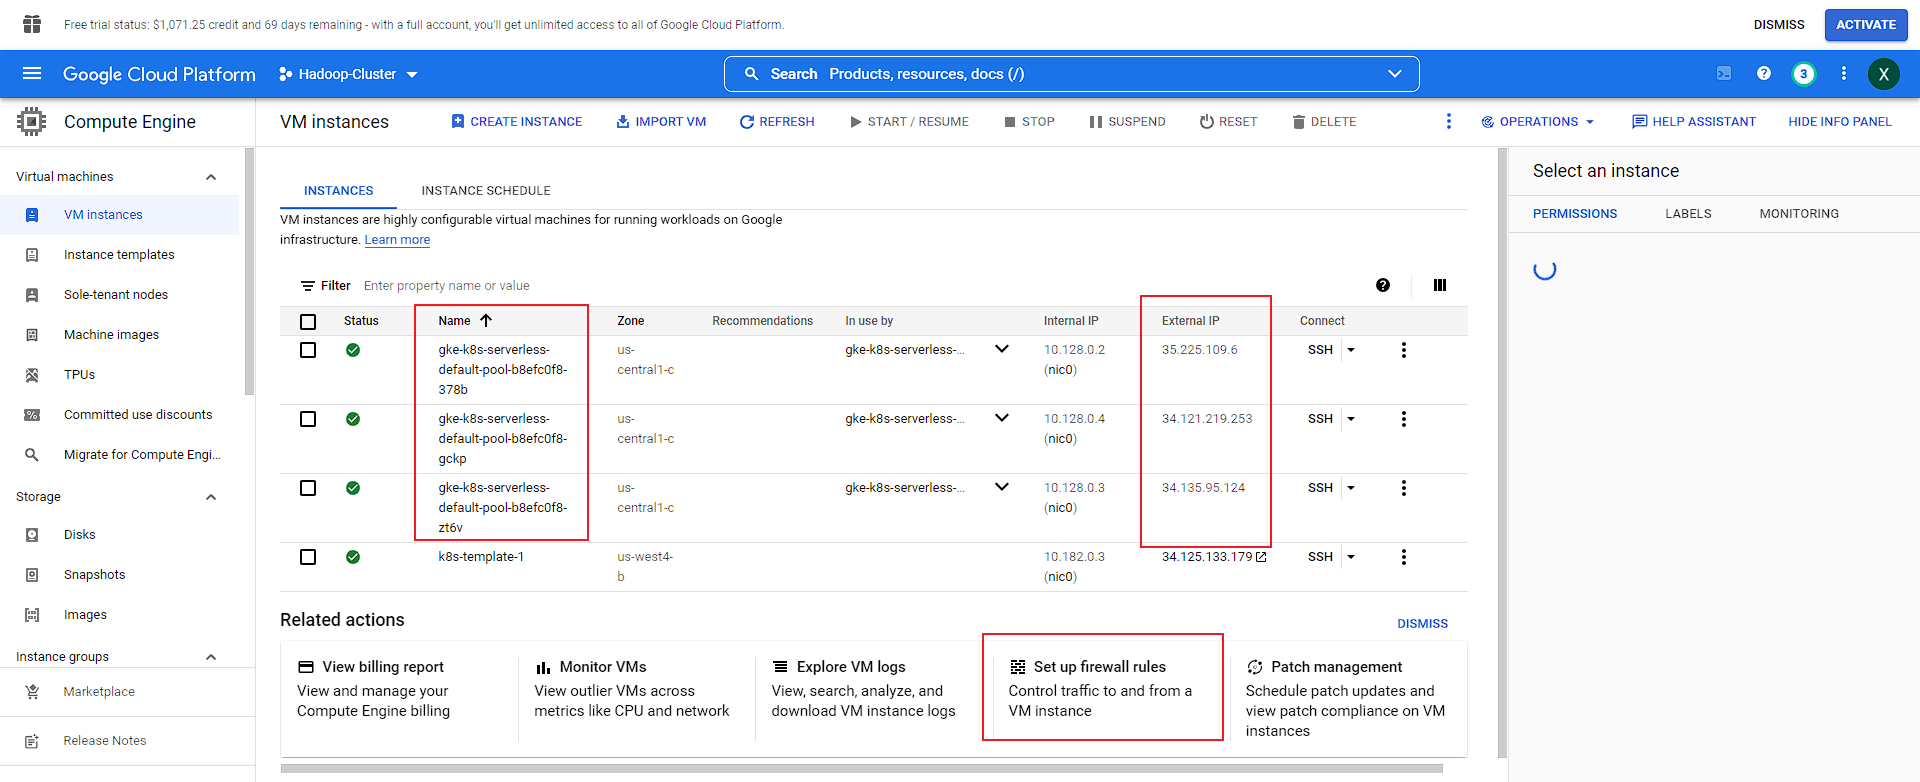 Free trial status: $1,071.25 credit and 69 days remaining - with a full account, you'll get unlimited access to all of Google Cloud Platform.
DISMISS
ACTIVATE
Google Cloud Platform
Hadoop-Cluster
Search Products, resources, docs (/)
3
X
Compute Engine
VM instances
CREATE INSTANCE
IMPORT VM
REFRESH
START / RESUME
STOP
SUSPEND
RESET
DELETE
OPERATIONS
HELP ASSISTANT
HIDE INFO PANEL
Virtual machines
VM instances
Instance templates
Sole-tenant nodes
Machine images
TPUs
Committed use discounts
Migrate for Compute Engi...
Storage
Disks
Snapshots
Images
Instance groups
Marketplace
Release Notes
INSTANCES
INSTANCE SCHEDULE
VM instances are highly configurable virtual machines for running workloads on Google
infrastructure. Learn more
Filter Enter property name or value
Status Name Zone Recommendations In use by Internal IP External IP Connect
gke-k8s-serverless-
default-pool-b8efc0f8-
378b
us-
central1-c
gke-k8s-serverless-...
10.128.0.2
(nic0)
35.225.109.6
SSH
gke-k8s-serverless-
default-pool-b8efc0f8-
gckp
us-
central1-c
gke-k8s-serverless-...
10.128.0.4
(nic0)
34.121.219.253
SSH
gke-k8s-serverless-
default-pool-b8efc0f8-
zt6v
us-
central1-c
gke-k8s-serverless-...
10.128.0.3
(nic0)
34.135.95.124
SSH
k8s-template-1
us-west4-
b
10.182.0.3
(nic0)
34.125.133.179
SSH
Related actions
DISMISS
View billing report
View and manage your
Compute Engine billing
Monitor VMs
View outlier VMs across
metrics like CPU and network
Explore VM logs
View, search, analyze, and
download VM instance logs
Set up firewall rules
Control traffic to and from a
VM instance
Patch management
Schedule patch updates and
view patch compliance on VM
instances
Select an instance
PERMISSIONS
LABELS
MONITORING